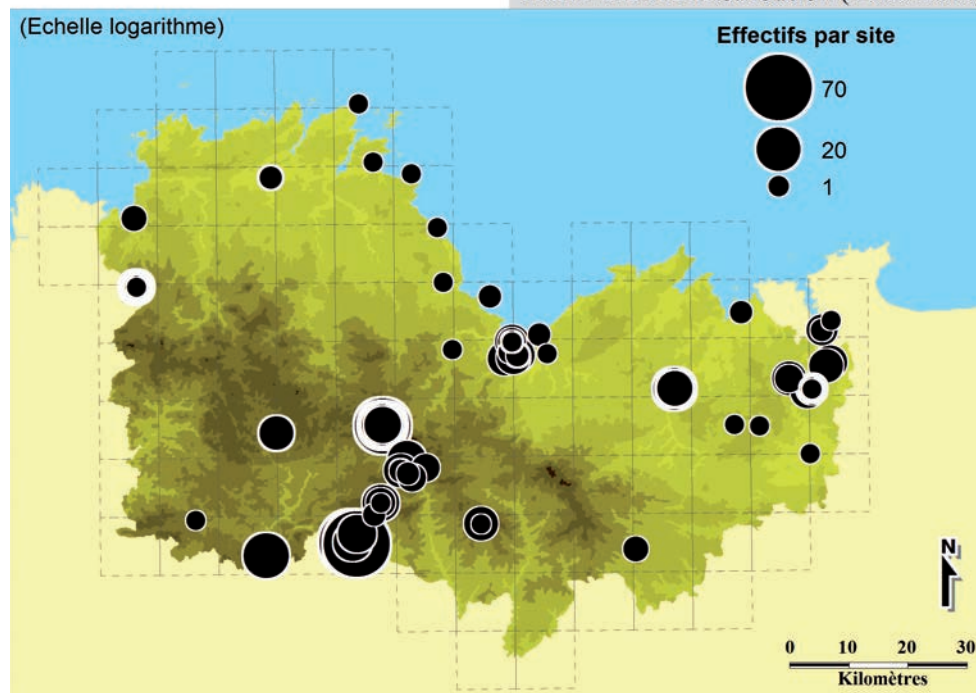 (Echelle logarithme)
Effectifs par site
70
20
1
N
0 10 20 30
Kilomètres